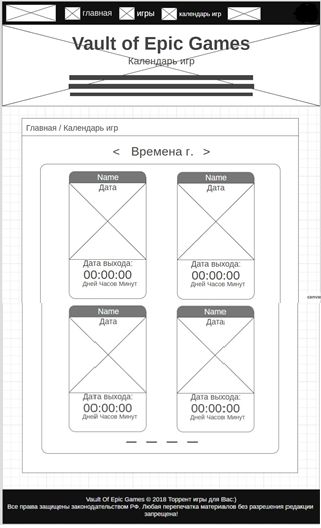 главная игры календарь игр
Vault of Epic Games
Календарь игр
Главная / Календарь игр
< Времена г. >
Name Name
Дата Дата
Дата выхода: Дата выхода:
00:00:00 00:00:00
Дней Часов Минут Дней Часов Минут
Name Name
Дата Дата
Дата выхода: Дата выхода:
00:00:00 00:00:00
Дней Часов Минут Дней Часов Минут
Vault Of Epic Games © 2018 Торрент игры для Вас:)
Все права защищены законодательством РФ. Любая перепечатка материалов без разрешения редакции
запрещена!